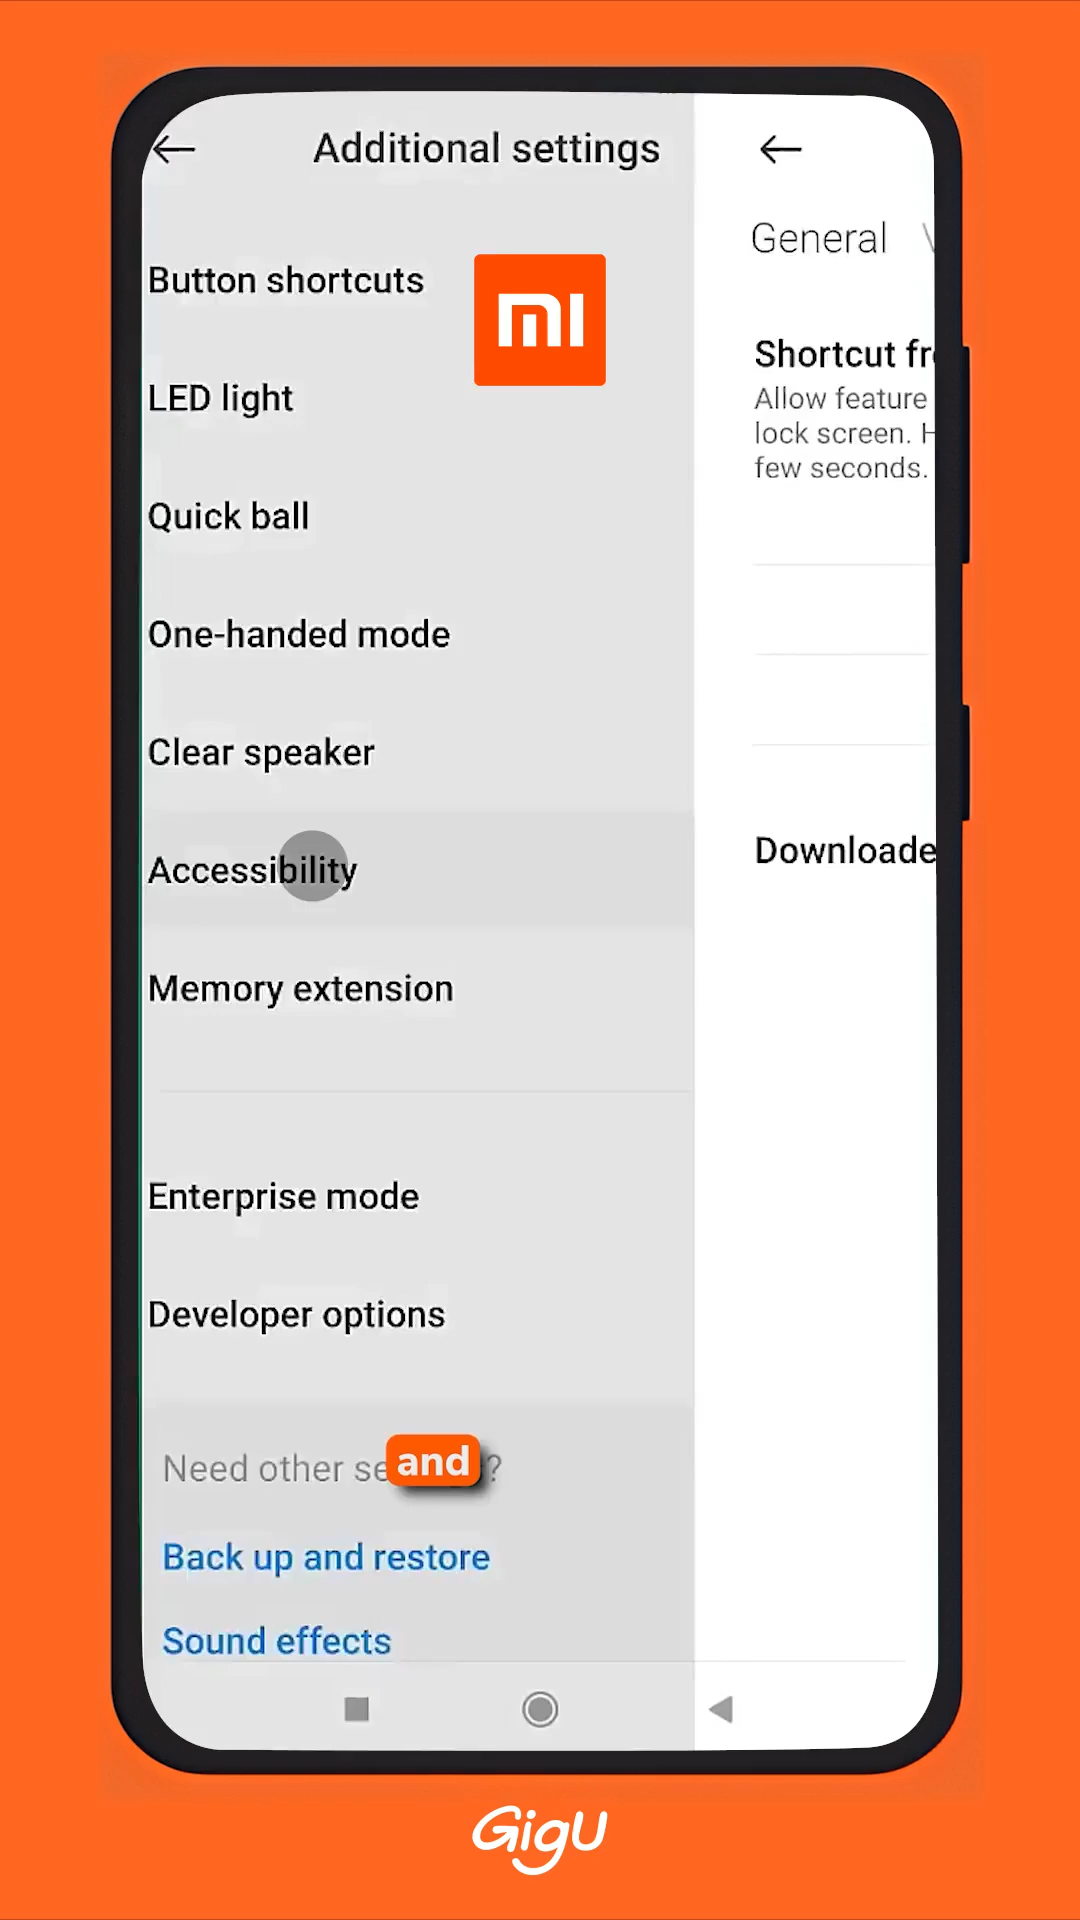 Additional settings
Button shortcuts
LED light
Quick ball
One-handed mode
Clear speaker
Accessibility
Memory extension
Enterprise mode
Developer options
Need other se
?
and
Back up and restore
Sound effects
General
Shortcut fr
Allow feature
lock screen.
few seconds.
Downloade
mi
GigU